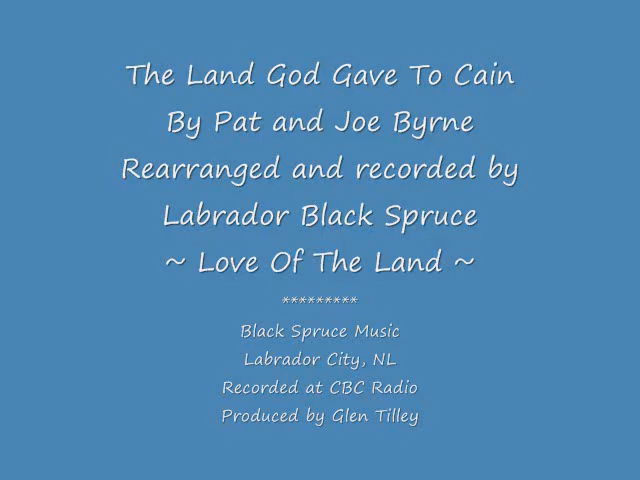 The Land God Gave To Cain
By Pat and Joe Byrne
Rearranged and recorded by
Labrador Black Spruce
~ Love Of The Land ~
*********
Black Spruce Music
Labrador City, NL
Recorded at CBC Radio
Produced by Glen Tilley